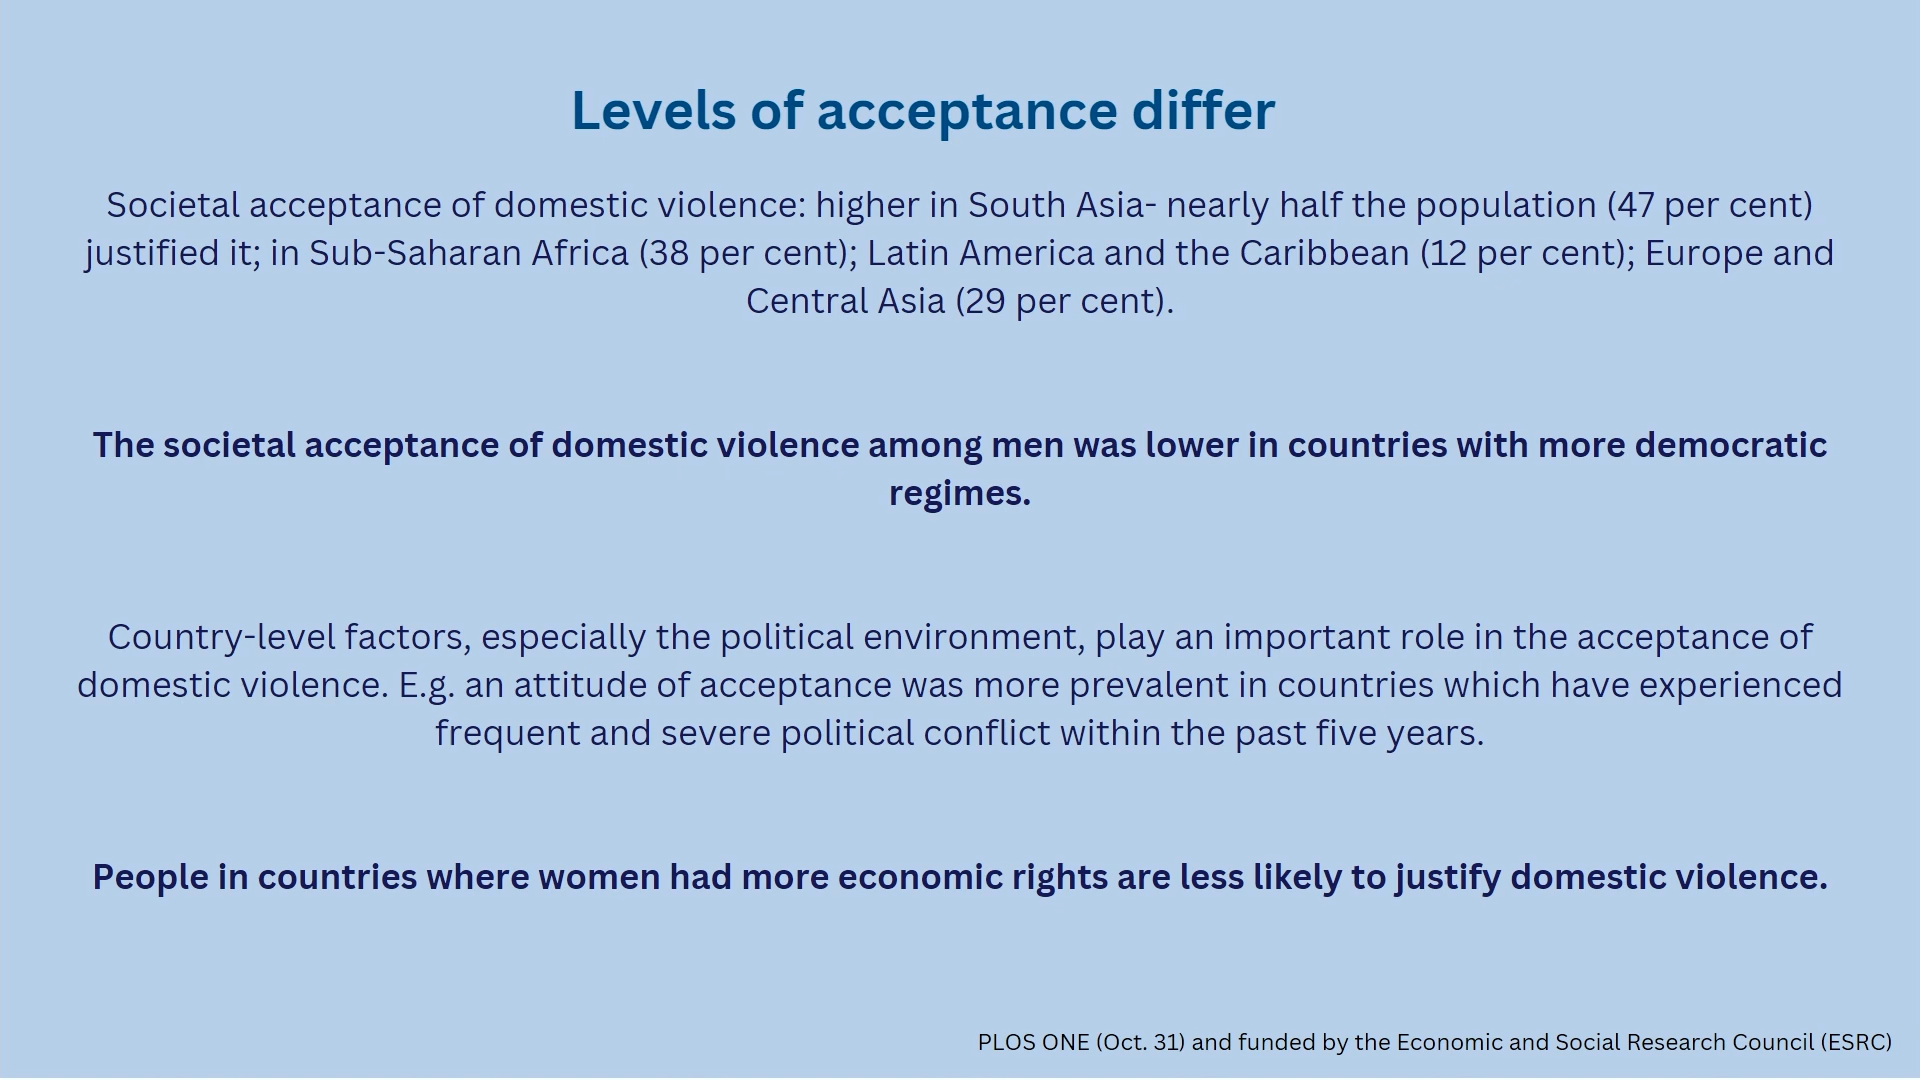 Levels of acceptance differ
Societal acceptance of domestic violence: higher in South Asia- nearly half the population (47 per cent)
justified it; in Sub-Saharan Africa (38 per cent); Latin America and the Caribbean (12 per cent); Europe and
Central Asia (29 per cent).
The societal acceptance of domestic violence among men was lower in countries with more democratic
regimes.
Country-level factors, especially the political environment, play an important role in the acceptance of
domestic violence. E.g. an attitude of acceptance was more prevalent in countries which have experienced
frequent and severe political conflict within the past five years.
People in countries where women had more economic rights are less likely to justify domestic violence.
PLOS ONE (Oct. 31) and funded by the Economic and Social Research Council (ESRC)